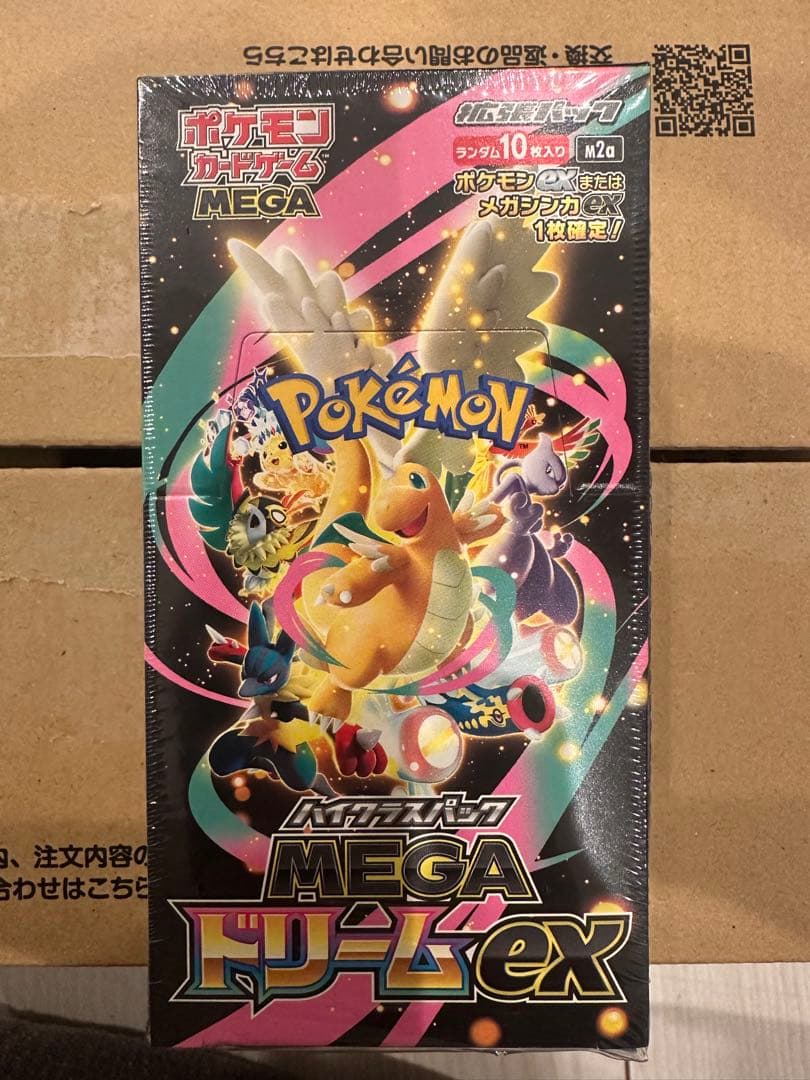 交換・返品のお問い合わせはこちら
ポケモン
カードゲーム
MEGA
拡張パック
ランダム10枚入り
M2a
ポケモンexまたは
メガシンカex
1枚確定!
POKéMON
TM
ハイクラスパック
MEGA
ドリームex
、注文内容の
合わせはこちら